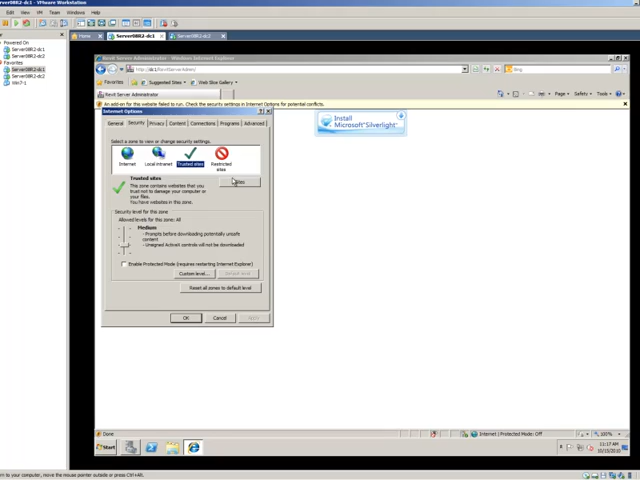 Server08R2-dc1 - VMware Workstation
Edit View VM Team Windows Help
Powered On
Server08R2-dc1
Server08R2-dc2
Favorites
Server08R2-dc1
Server08R2-dc2
Win7-1
Home
Server08R2-dc1
Server08R2-dc2
Revit Server Administrator - Windows Internet Explorer
http://dc1/RevitServerAdmin/
Bing
Favorites
Suggested Sites
Web Slice Gallery
Revit Server Administrator
Page
Safety
Tools
An add-on for this website failed to run. Check the security settings in Internet Options for potential conflicts.
Install
Microsoft Silverlight
Internet Options
General
Security
Privacy
Content
Connections
Programs
Advanced
Select a zone to view or change security settings.
Internet
Local intranet
Trusted sites
Restricted
sites
Trusted sites
Sites
This zone contains websites that you
trust not to damage your computer or
your files.
You have websites in this zone.
Security level for this zone
Allowed levels for this zone: All
Medium
- Prompts before downloading potentially unsafe
content
- Unsigned ActiveX controls will not be downloaded
Enable Protected Mode (requires restarting Internet Explorer)
Custom level...
Default level
Reset all zones to default level
OK
Cancel
Apply
Done
Internet | Protected Mode: Off
100%
Start
11:17 AM
10/15/2010
to your computer, move the mouse pointer outside or press Ctrl+Alt.